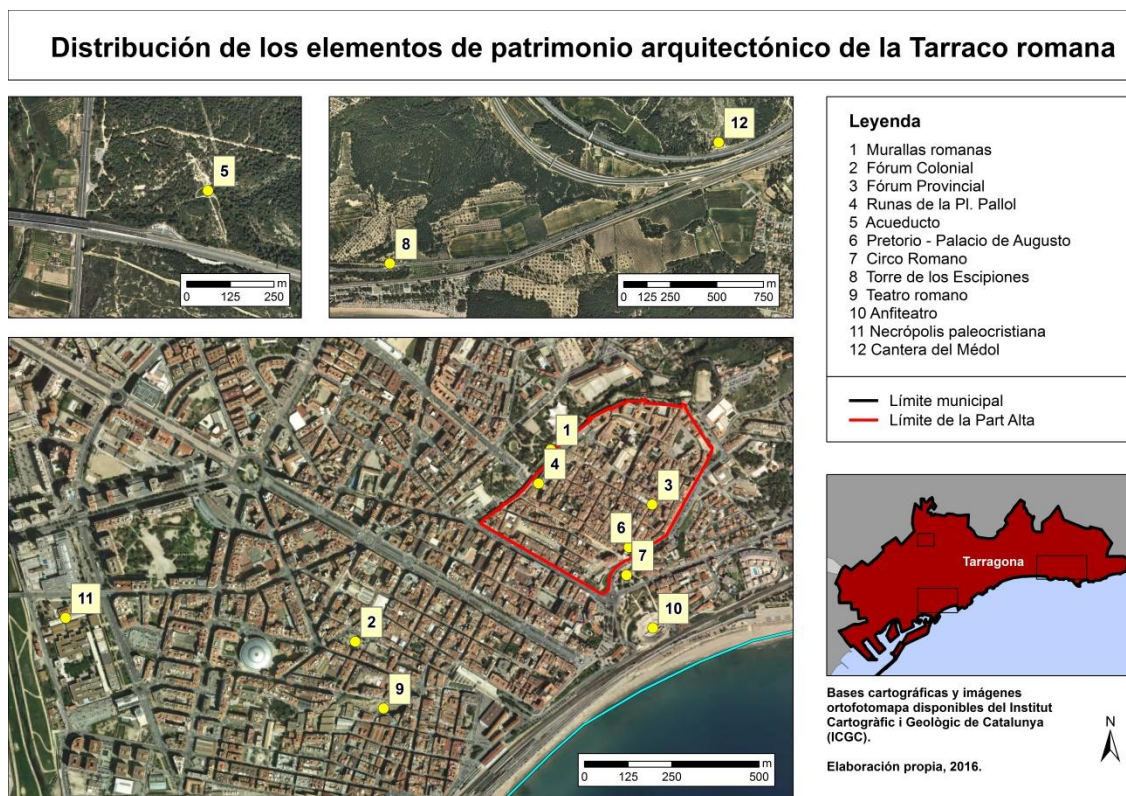 Distribución de los elementos de patrimonio arquitectónico de la Tarraco romana
5
0 125 250 m
12
8
0 125 250 500 750 m
Leyenda
1 Murallas romanas
2 Fórum Colonial
3 Fórum Provincial
4 Runas de la Pl. Pallol
5 Acueducto
6 Pretorio - Palacio de Augusto
7 Circo Romano
8 Torre de los Escipiones
9 Teatro romano
10 Anfiteatro
11 Necrópolis paleocristiana
12 Cantera del Médol
Límite municipal
Límite de la Part Alta
1
4
3
6
7
11
2
10
9
0 125 250 500 m
Tarragona
Bases cartográficas y imágenes
ortofotomapa disponibles del Institut
Cartogràfic i Geològic de Catalunya
(ICGC).
N
Elaboración propia, 2016.